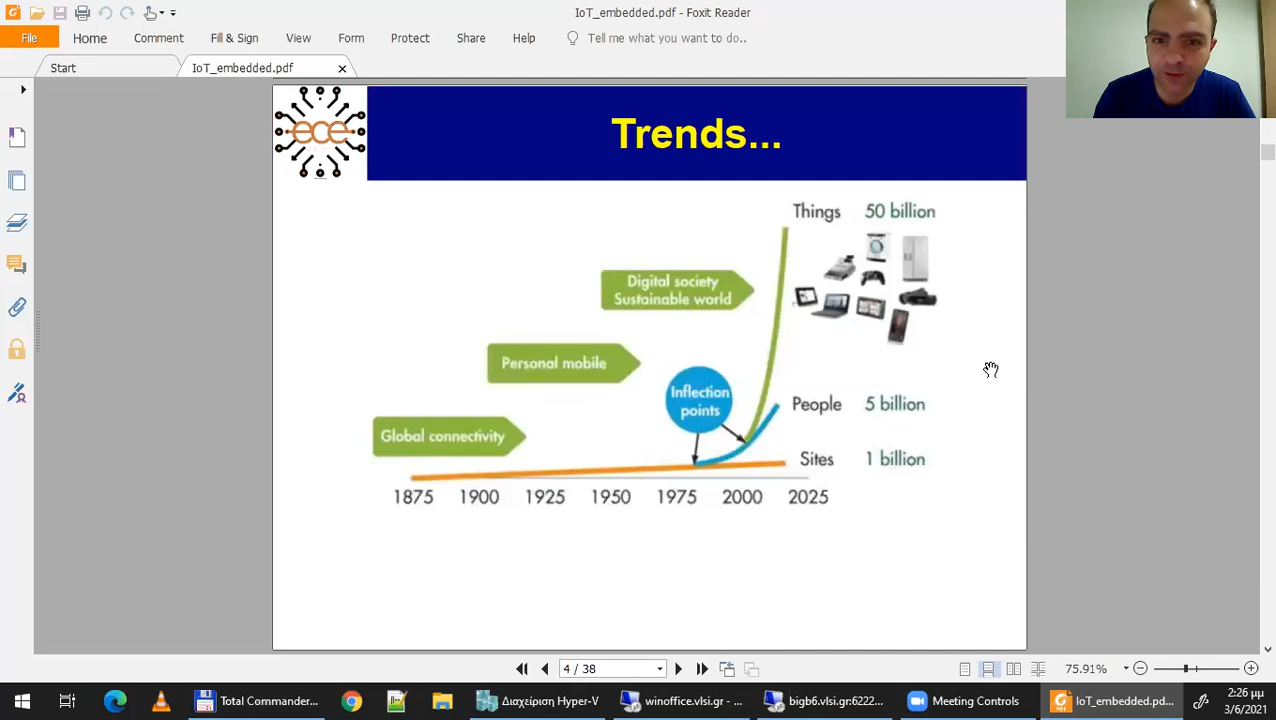 IoT_embedded.pdf - Foxit Reader
File Home Comment Fill & Sign View Form Protect Share Help Tell me what you want to do..
Start IoT_embedded.pdf
ece
Trends...
Things 50 billion
Digital society
Sustainable world
Personal mobile
Inflection
points
People 5 billion
Global connectivity
Sites 1 billion
1875 1900 1925 1950 1975 2000 2025
4 / 38
75.91%
Total Commander... Διαχείριση Hyper-V winoffice.vlsi.gr - ... bigb6.vlsi.gr:6222... Meeting Controls IoT_embedded.pd...
2:26 μμ
3/6/2021